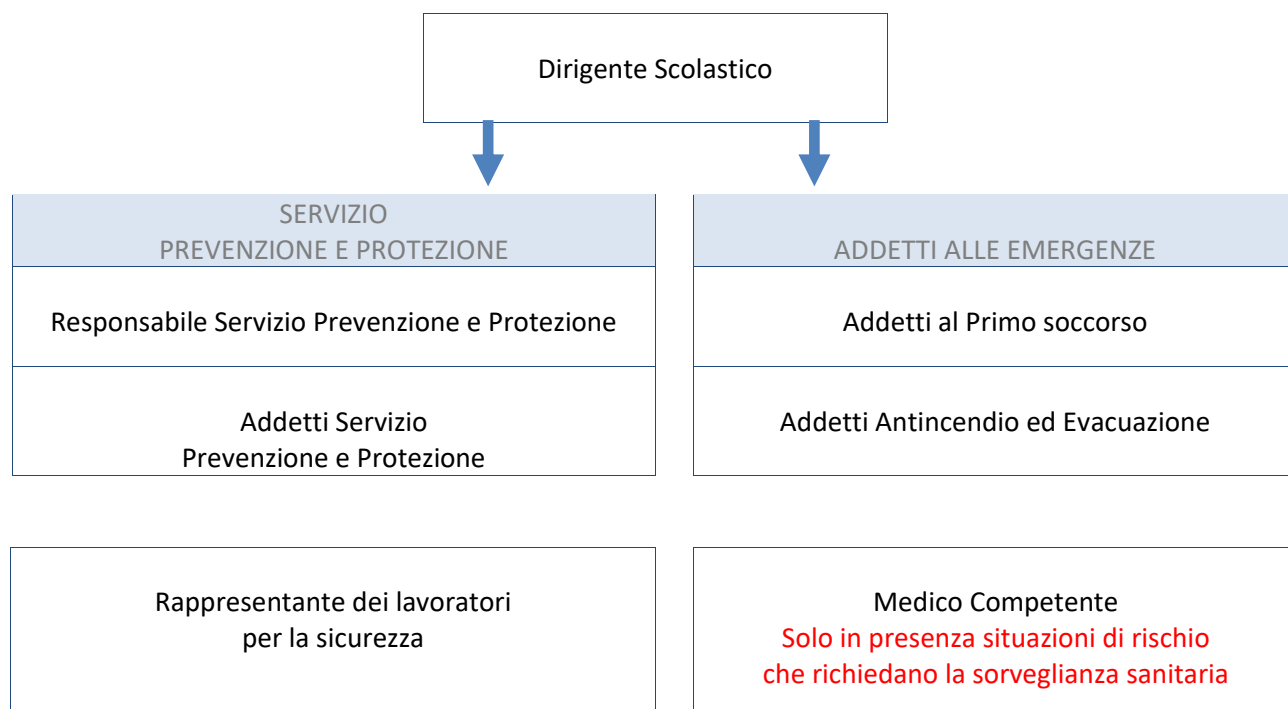 Dirigente Scolastico
SERVIZIO
PREVENZIONE E PROTEZIONE
Responsabile Servizio Prevenzione e Protezione
Addetti Servizio
Prevenzione e Protezione
ADDETTI ALLE EMERGENZE
Addetti al Primo soccorso
Addetti Antincendio ed Evacuazione
Rappresentante dei lavoratori
per la sicurezza
Medico Competente
Solo in presenza situazioni di rischio
che richiedano la sorveglianza sanitaria